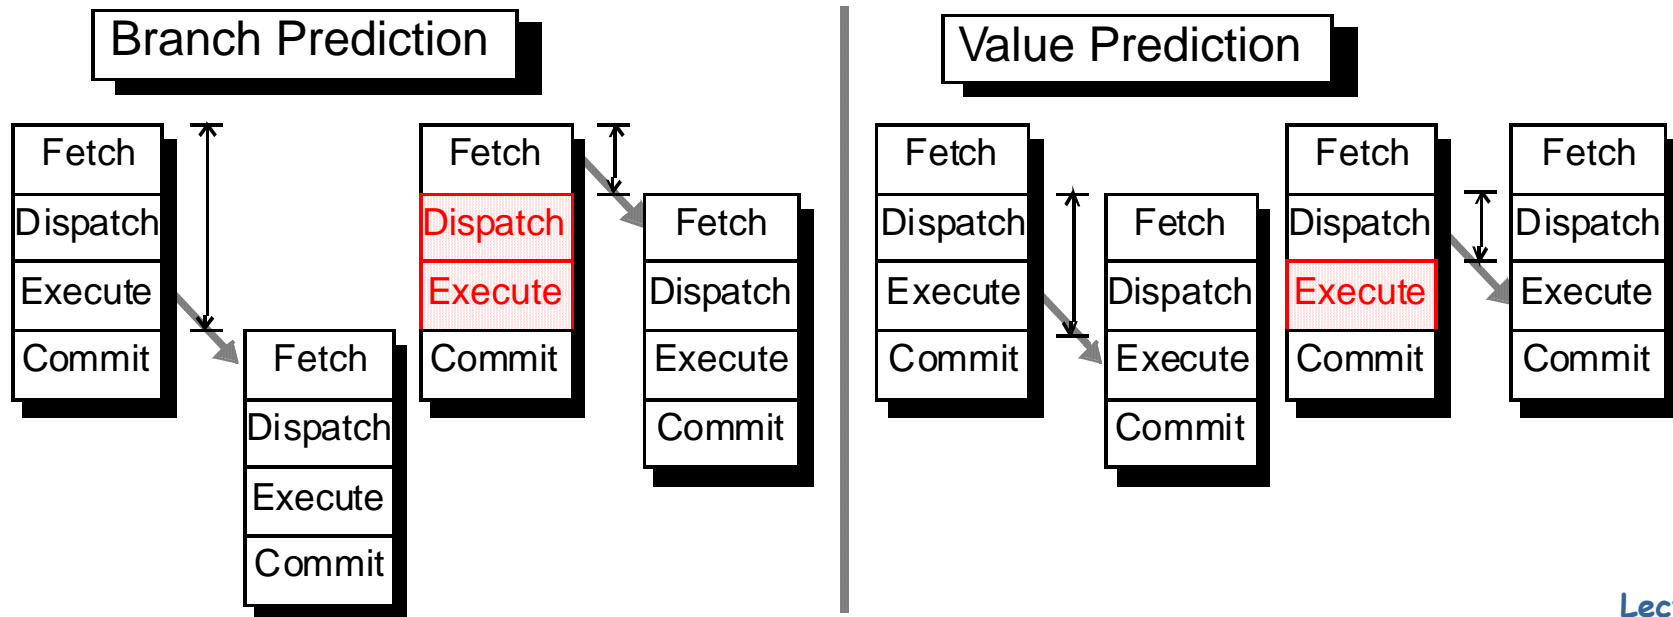 Branch Prediction
Fetch
Dispatch
Execute
Commit
Fetch
Dispatch
Execute
Commit
Fetch
Dispatch
Execute
Commit
Fetch
Dispatch
Execute
Commit
Value Prediction
Fetch
Dispatch
Execute
Commit
Fetch
Dispatch
Execute
Commit
Fetch
Dispatch
Execute
Commit
Fetch
Dispatch
Execute
Commit